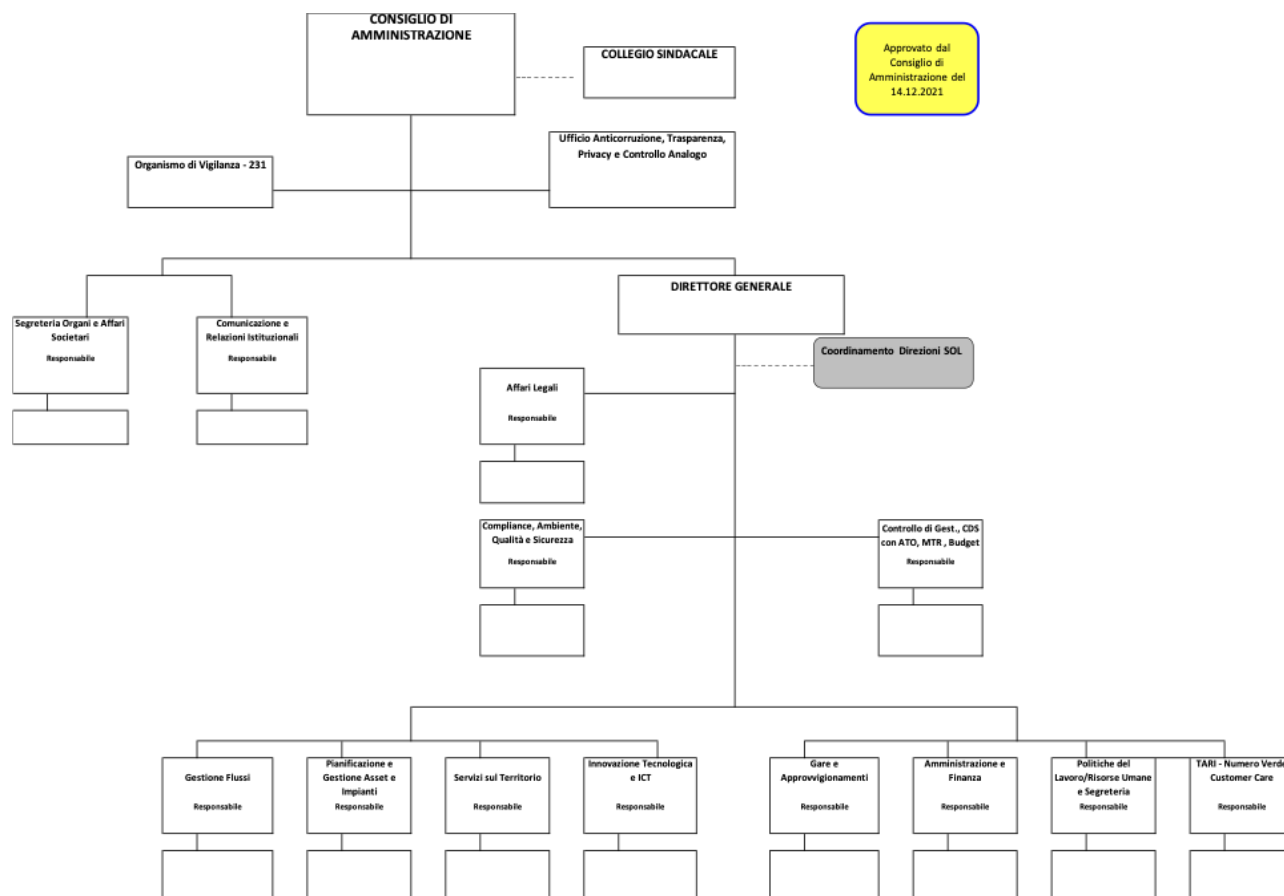 CONSIGLIO DI
AMMINISTRAZIONE
COLLEGIO SINDACALE
Approvato dal
Consiglio di
Amministrazione del
14.12.2021
Ufficio Anticorruzione, Trasparenza,
Privacy e Controllo Analogo
Organismo di Vigilanza - 231
DIRETTORE GENERALE
Segreteria Organi e Affari
Societari
Responsabile
Comunicazione e
Relazioni Istituzionali
Responsabile
Coordinamento Direzioni SOL
Affari Legali
Responsabile
Compliance, Ambiente,
Qualità e Sicurezza
Responsabile
Controllo di Gest., CDS
con ATO, MTR , Budget
Responsabile
Gestione Flussi
Responsabile
Pianificazione e
Gestione Asset e
Impianti
Responsabile
Servizi sul Territorio
Responsabile
Innovazione Tecnologica
e ICT
Responsabile
Gare e
Approvvigionamenti
Responsabile
Amministrazione e
Finanza
Responsabile
Politiche del
Lavoro/Risorse Umane
e Segreteria
Responsabile
TARI - Numero Verde
Customer Care
Responsabile